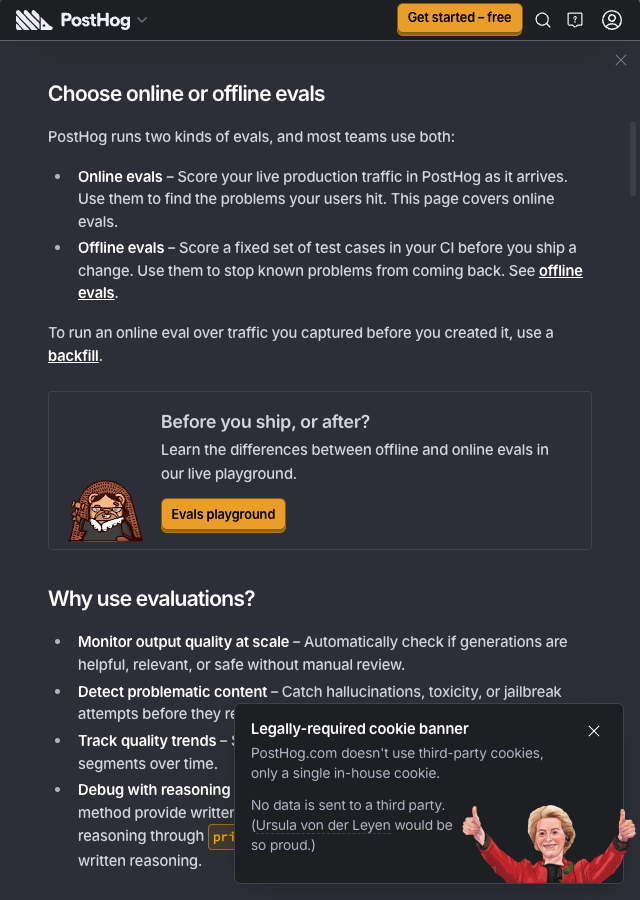 PostHog
Get started – free
Choose online or offline evals
PostHog runs two kinds of evals, and most teams use both:
Online evals – Score your live production traffic in PostHog as it arrives.
Use them to find the problems your users hit. This page covers online
evals.
Offline evals – Score a fixed set of test cases in your CI before you ship a
change. Use them to stop known problems from coming back. See offline
evals.
To run an online eval over traffic you captured before you created it, use a
backfill.
Before you ship, or after?
Learn the differences between offline and online evals in
our live playground.
Evals playground
Why use evaluations?
Monitor output quality at scale – Automatically check if generations are
helpful, relevant, or safe without manual review.
Detect problematic content – Catch hallucinations, toxicity, or jailbreak
attempts before they
Track quality trends –
segments over time.
Debug with reasoning
method provide
reasoning through
written reasoning.
Legally-required cookie banner
PostHog.com doesn't use third-party cookies,
only a single in-house cookie.
No data is sent to a third party.
(Ursula von der Leyen would be
so proud.)